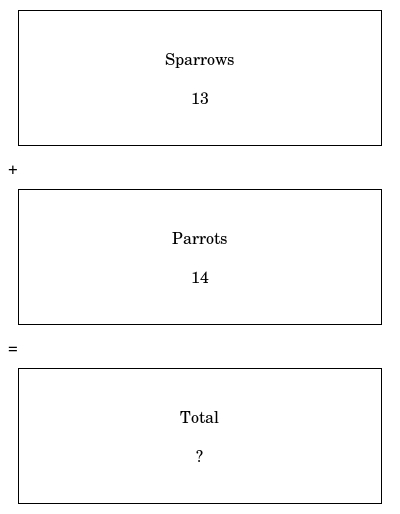 Sparrows
13
+
Parrots
14
=
Total
?